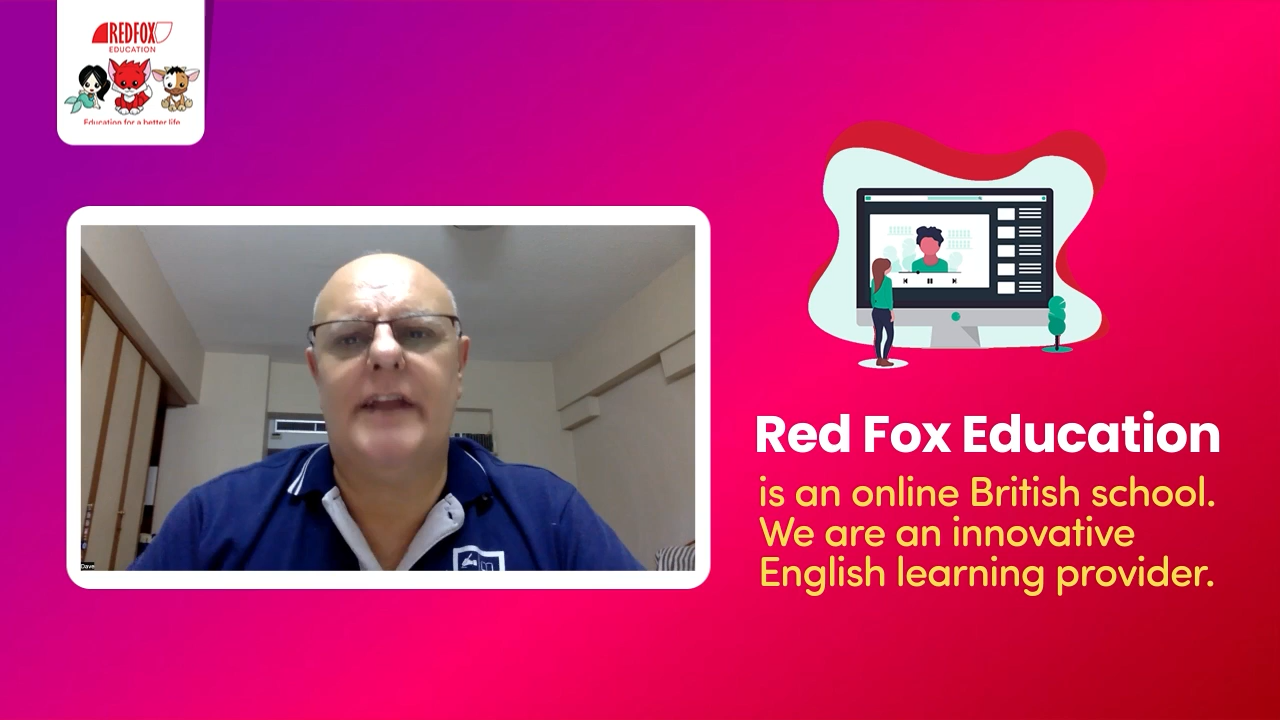 REDFOX
EDUCATION
Education for a better life
Dave
Red Fox Education
is an online British school.
We are an innovative
English learning provider.